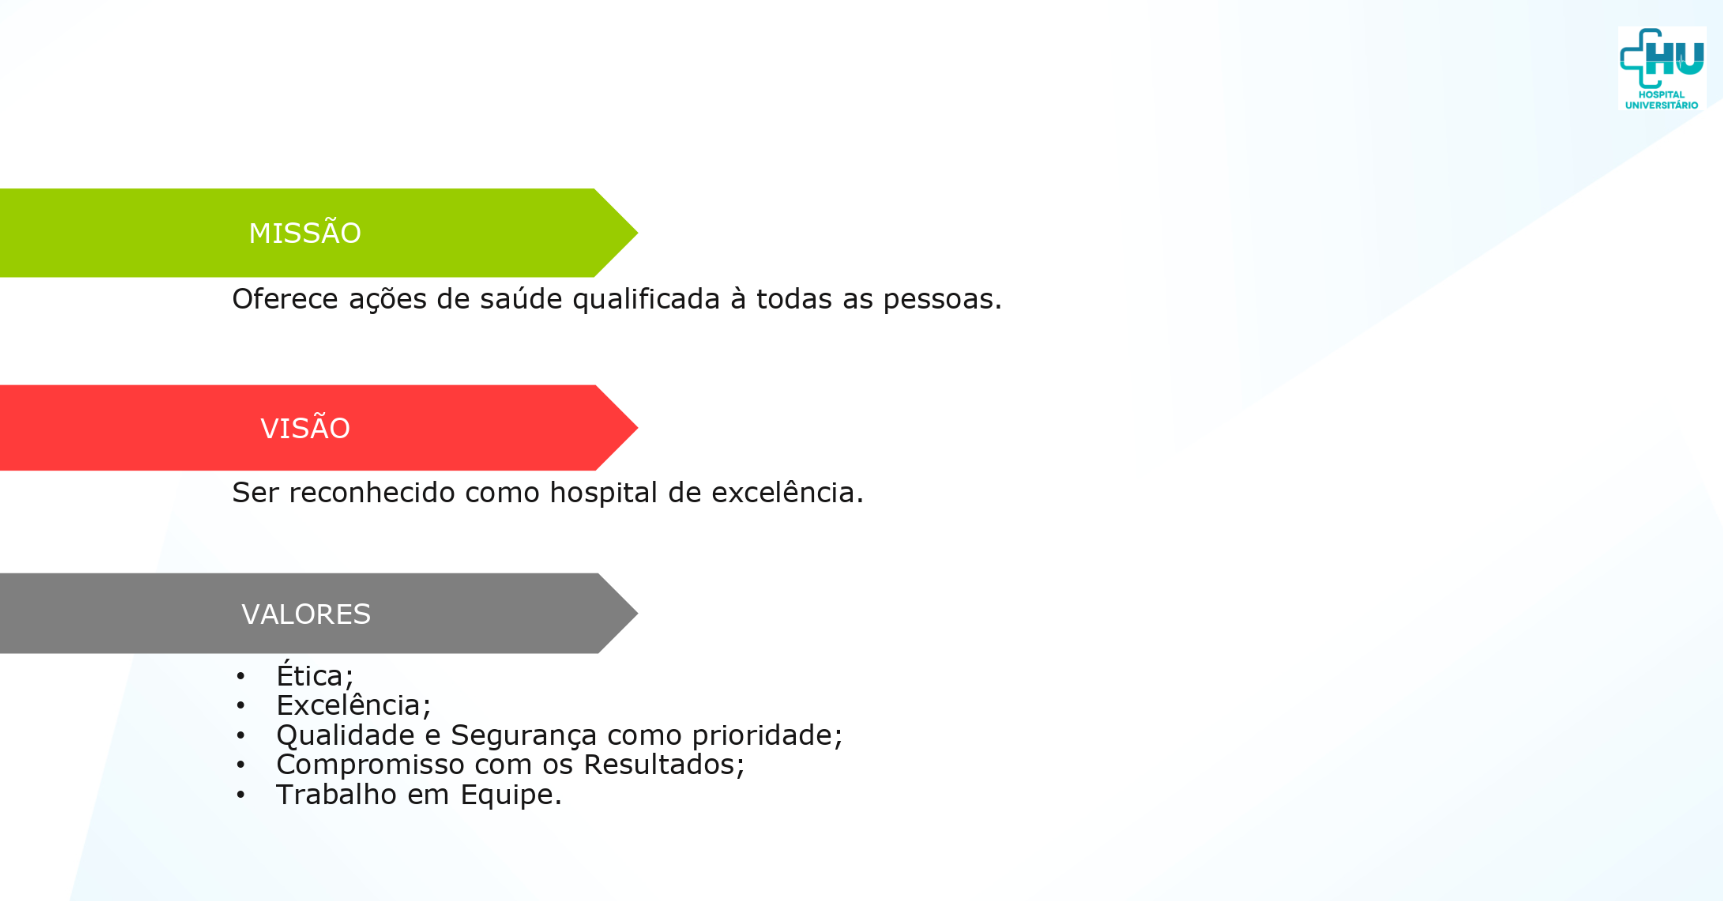 HU
HOSPITAL
UNIVERSITÁRIO
MISSÃO
Oferece ações de saúde qualificada à todas as pessoas.
VISÃO
Ser reconhecido como hospital de excelência.
VALORES
• Ética;
• Excelência;
• Qualidade e Segurança como prioridade;
• Compromisso com os Resultados;
• Trabalho em Equipe.